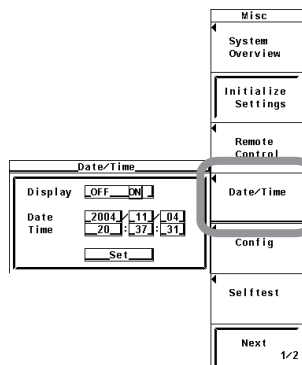 Misc
System
Overview
Initialize
Settings
Remote
Control
Date/Time
Config
Selftest
Next
1/2
Date/Time
Display OFF ON
Date 2004 / 11 / 04
Time 20 : 37 : 31
Set